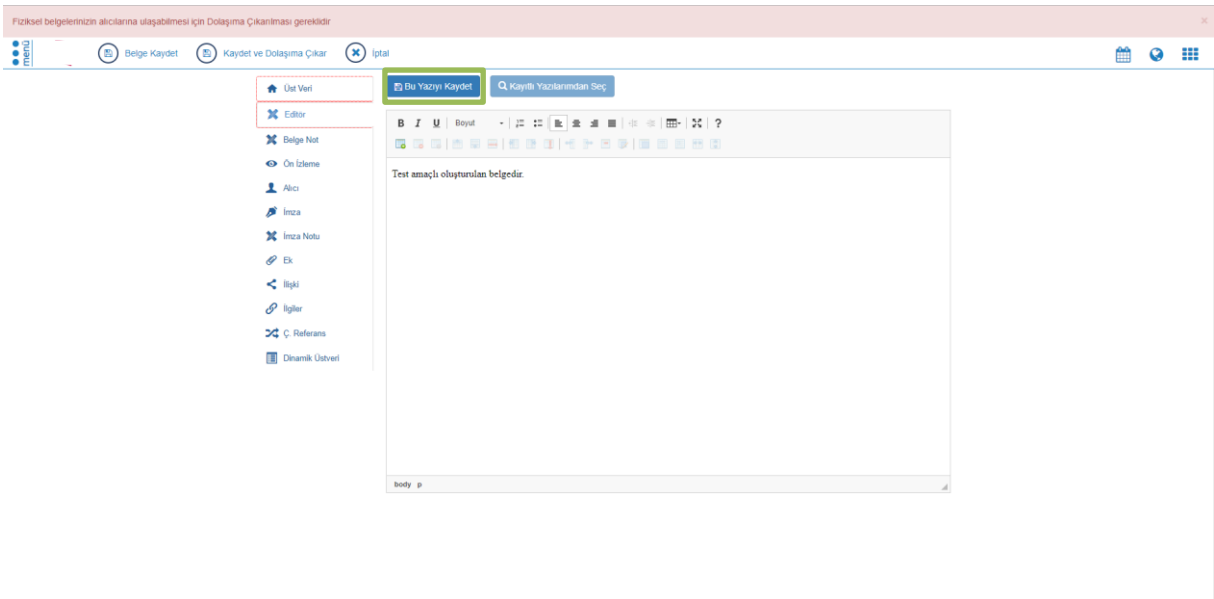 Fiziksel belgelerinizin alıcılarına ulaşabilmesi için Dolaşıma Çıkarılması gereklidir
×
menü
Belge Kaydet
Kaydet ve Dolaşıma Çıkar
İptal
Üst Veri
Editör
Belge Not
Ön İzleme
Alıcı
İmza
İmza Notu
Ek
İlişki
İlgiler
Ç. Referans
Dinamik Üstveri
Bu Yazıyı Kaydet
Kayıtlı Yazılarımdan Seç
B I U Boyut ?
Test amaçlı oluşturulan belgedir.
body p